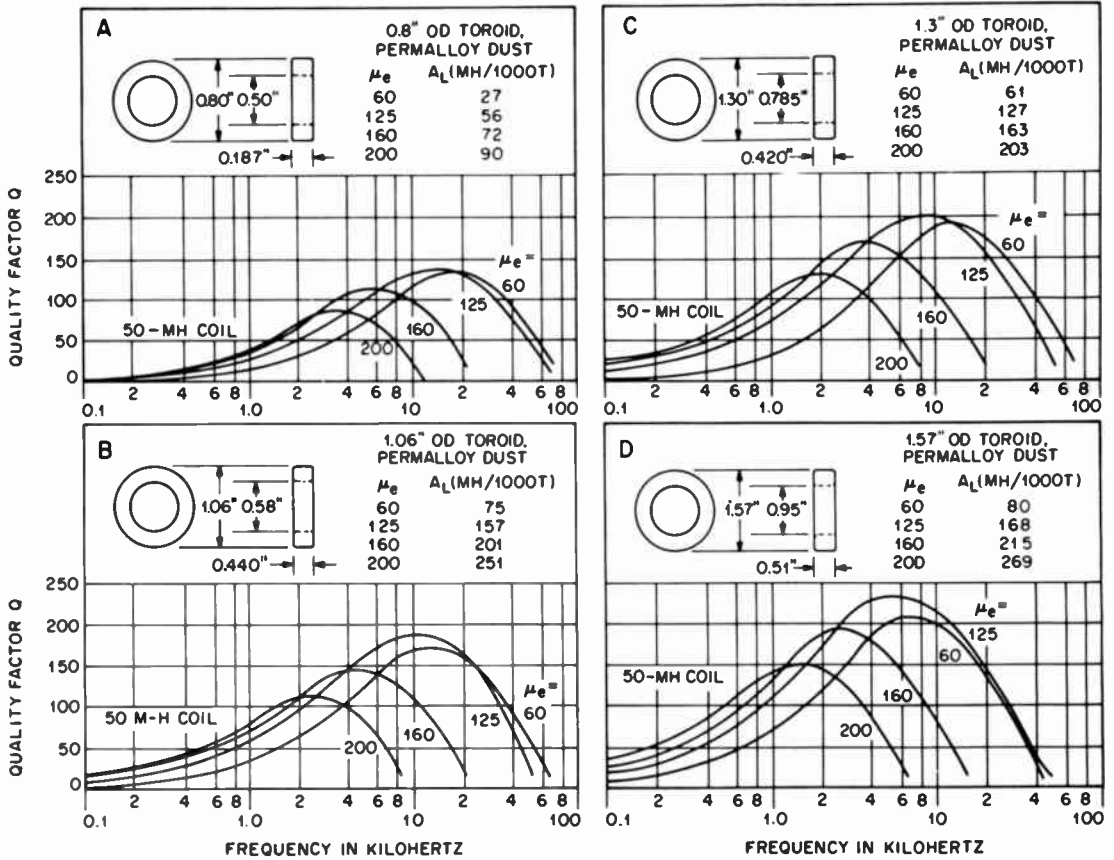 A
0.8" OD TOROID,
PERMALLOY DUST
μe AL(MH/1000T)
60 27
125 56
160 72
200 90
0.80" 0.50"
0.187"
QUALITY FACTOR Q
250
200
150
100
50
0
50-MH COIL
μe=
60
125
160
200
0.1 2 4 6 8 1.0 2 4 6 8 10 2 4 6 8 100
C
1.3" OD TOROID,
PERMALLOY DUST
μe AL(MH/1000T)
60 61
125 127
160 163
200 203
1.30" 0.785"
0.420"
50-MH COIL
μe=
60
125
160
200
0.1 2 4 6 8 1.0 2 4 6 8 10 2 4 6 8 100
B
1.06" OD TOROID,
PERMALLOY DUST
μe AL(MH/1000T)
60 75
125 157
160 201
200 251
1.06" 0.58"
0.440"
QUALITY FACTOR Q
250
200
150
100
50
0
50 M-H COIL
μe=
60
125
160
200
0.1 2 4 6 8 1.0 2 4 6 8 10 2 4 6 8 100
FREQUENCY IN KILOHERTZ
D
1.57" OD TOROID,
PERMALLOY DUST
μe AL(MH/1000T)
60 80
125 168
160 215
200 269
1.57" 0.95"
0.51"
50-MH COIL
μe=
125
60
160
200
0.1 2 4 6 8 1.0 2 4 6 8 10 2 4 6 8 100
FREQUENCY IN KILOHERTZ